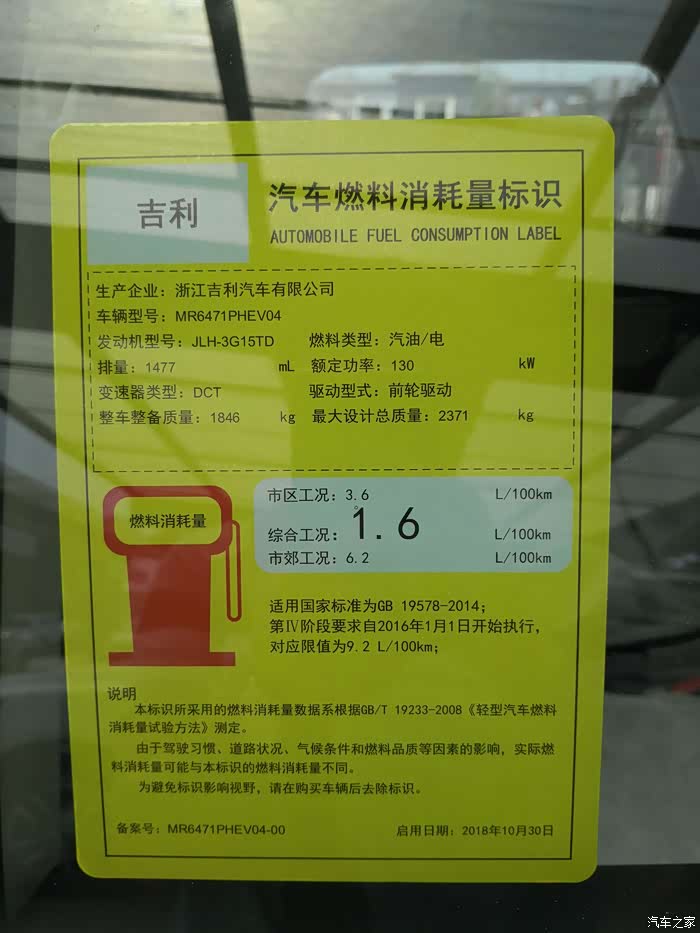 吉利
汽车燃料消耗量标识
AUTOMOBILE FUEL CONSUMPTION LABEL
生产企业：浙江吉利汽车有限公司
车辆型号：MR6471PHEV04
发动机型号：JLH-3G15TD 燃料类型：汽油/电
排量：1477 mL 额定功率：130 kW
变速器类型：DCT 驱动型式：前轮驱动
整车整备质量：1846 kg 最大设计总质量：2371 kg
燃料消耗量
市区工况：3.6 L/100km
综合工况：1.6 L/100km
市郊工况：6.2 L/100km
适用国家标准为GB 19578-2014；
第Ⅳ阶段要求自2016年1月1日开始执行，
对应限值为9.2 L/100km；
说明
本标识所采用的燃料消耗量数据系根据GB/T 19233-2008《轻型汽车燃料
消耗量试验方法》测定。
由于驾驶习惯、道路状况、气候条件和燃料品质等因素的影响，实际燃
料消耗量可能与本标识的燃料消耗量不同。
为避免标识影响视野，请在购买车辆后去除标识。
备案号：MR6471PHEV04-00 启用日期：2018年10月30日
汽车之家